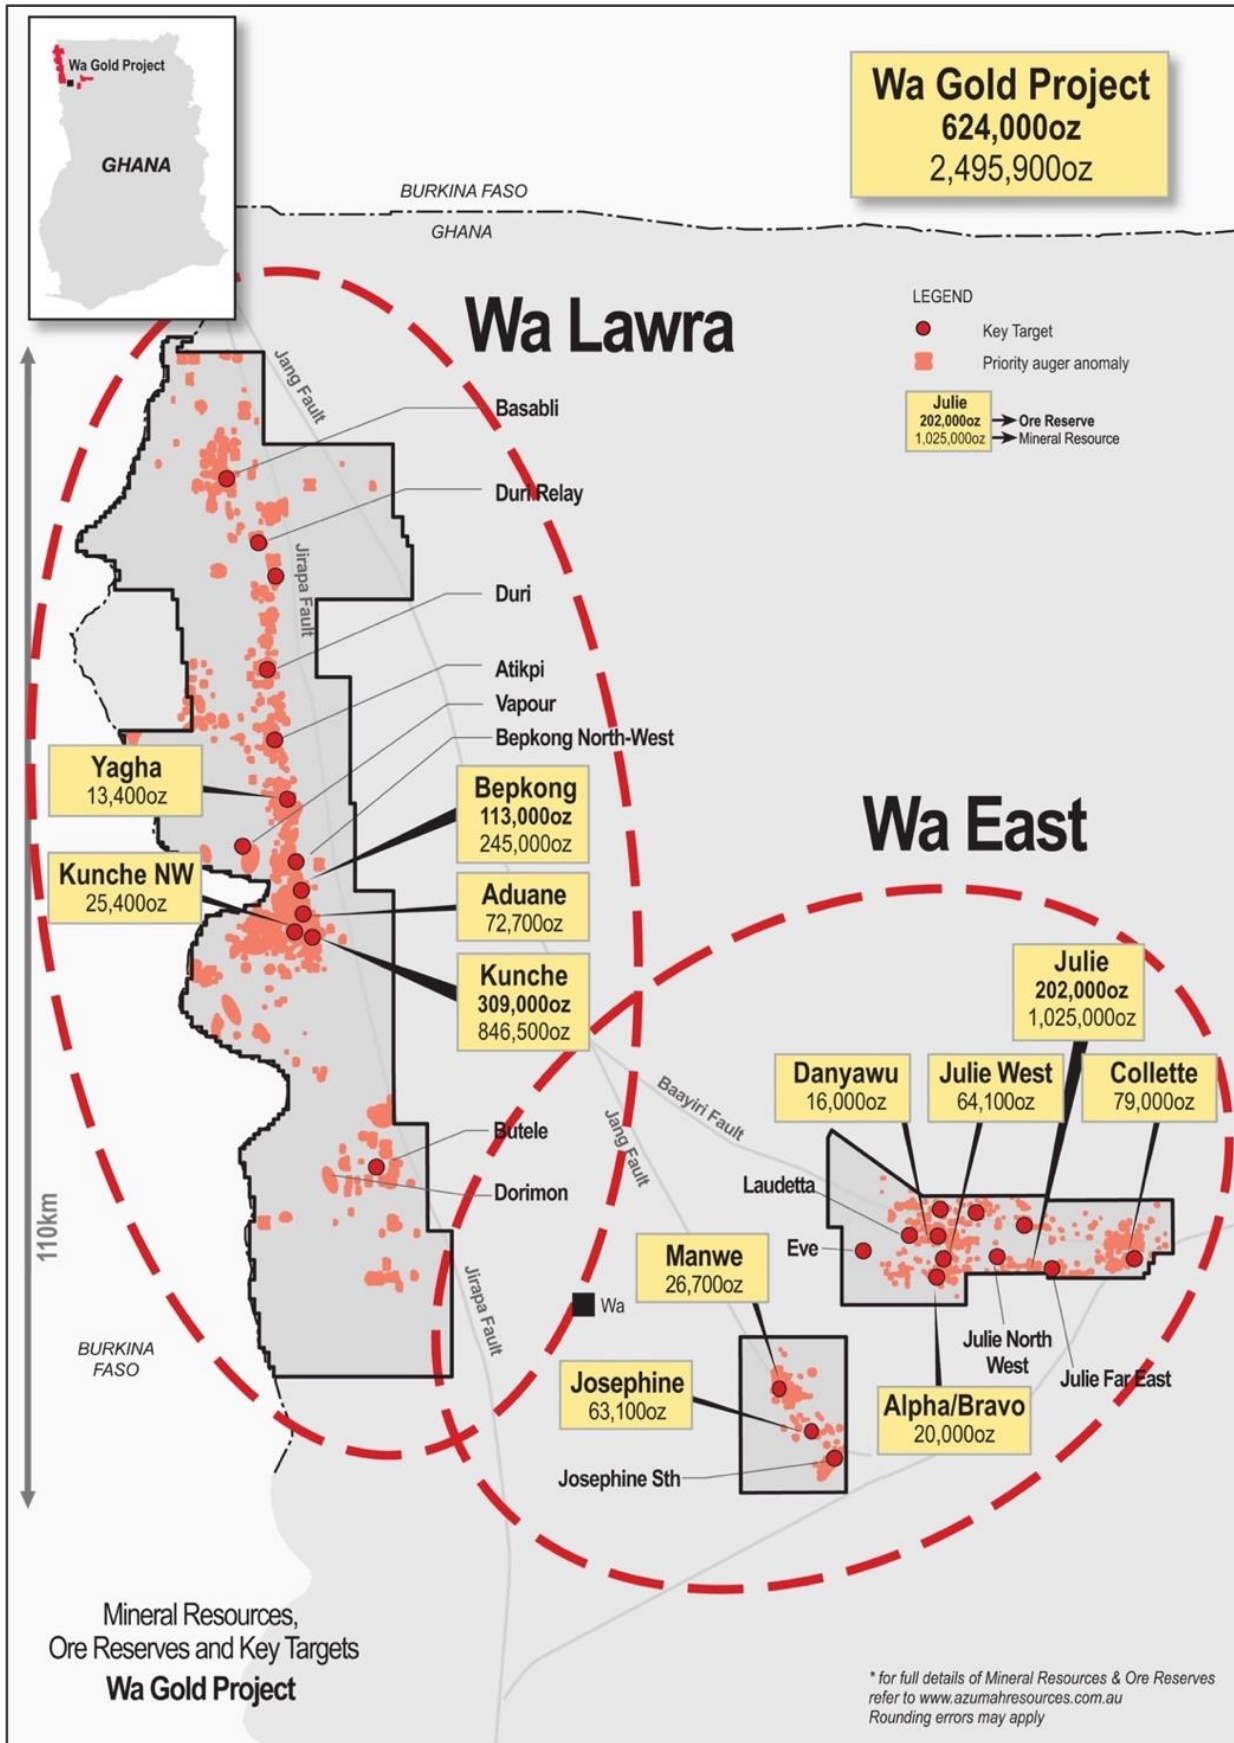 Wa Gold Project
GHANA
Wa Gold Project
624,000oz
2,495,900oz
BURKINA FASO
GHANA
Wa Lawra
LEGEND
Key Target
Priority auger anomaly
Julie
202,000oz
1,025,000oz
Ore Reserve
Mineral Resource
Jang Fault
Basabli
Duri Relay
Jirapa Fault
Duri
Atikpi
Vapour
Bepkong North-West
Yagha
13,400oz
Bepkong
113,000oz
245,000oz
Wa East
Kunche NW
25,400oz
Aduane
72,700oz
Kunche
309,000oz
846,500oz
Julie
202,000oz
1,025,000oz
Danyawu
16,000oz
Julie West
64,100oz
Collette
79,000oz
Baayiri Fault
Jang Fault
Butele
Dorimon
Laudetta
Eve
110km
Manwe
26,700oz
Jirapa Fault
Wa
BURKINA
FASO
Julie North
West
Julie Far East
Josephine
63,100oz
Alpha/Bravo
20,000oz
Josephine Sth
Mineral Resources,
Ore Reserves and Key Targets
Wa Gold Project
* for full details of Mineral Resources & Ore Reserves
refer to www.azumahresources.com.au
Rounding errors may apply